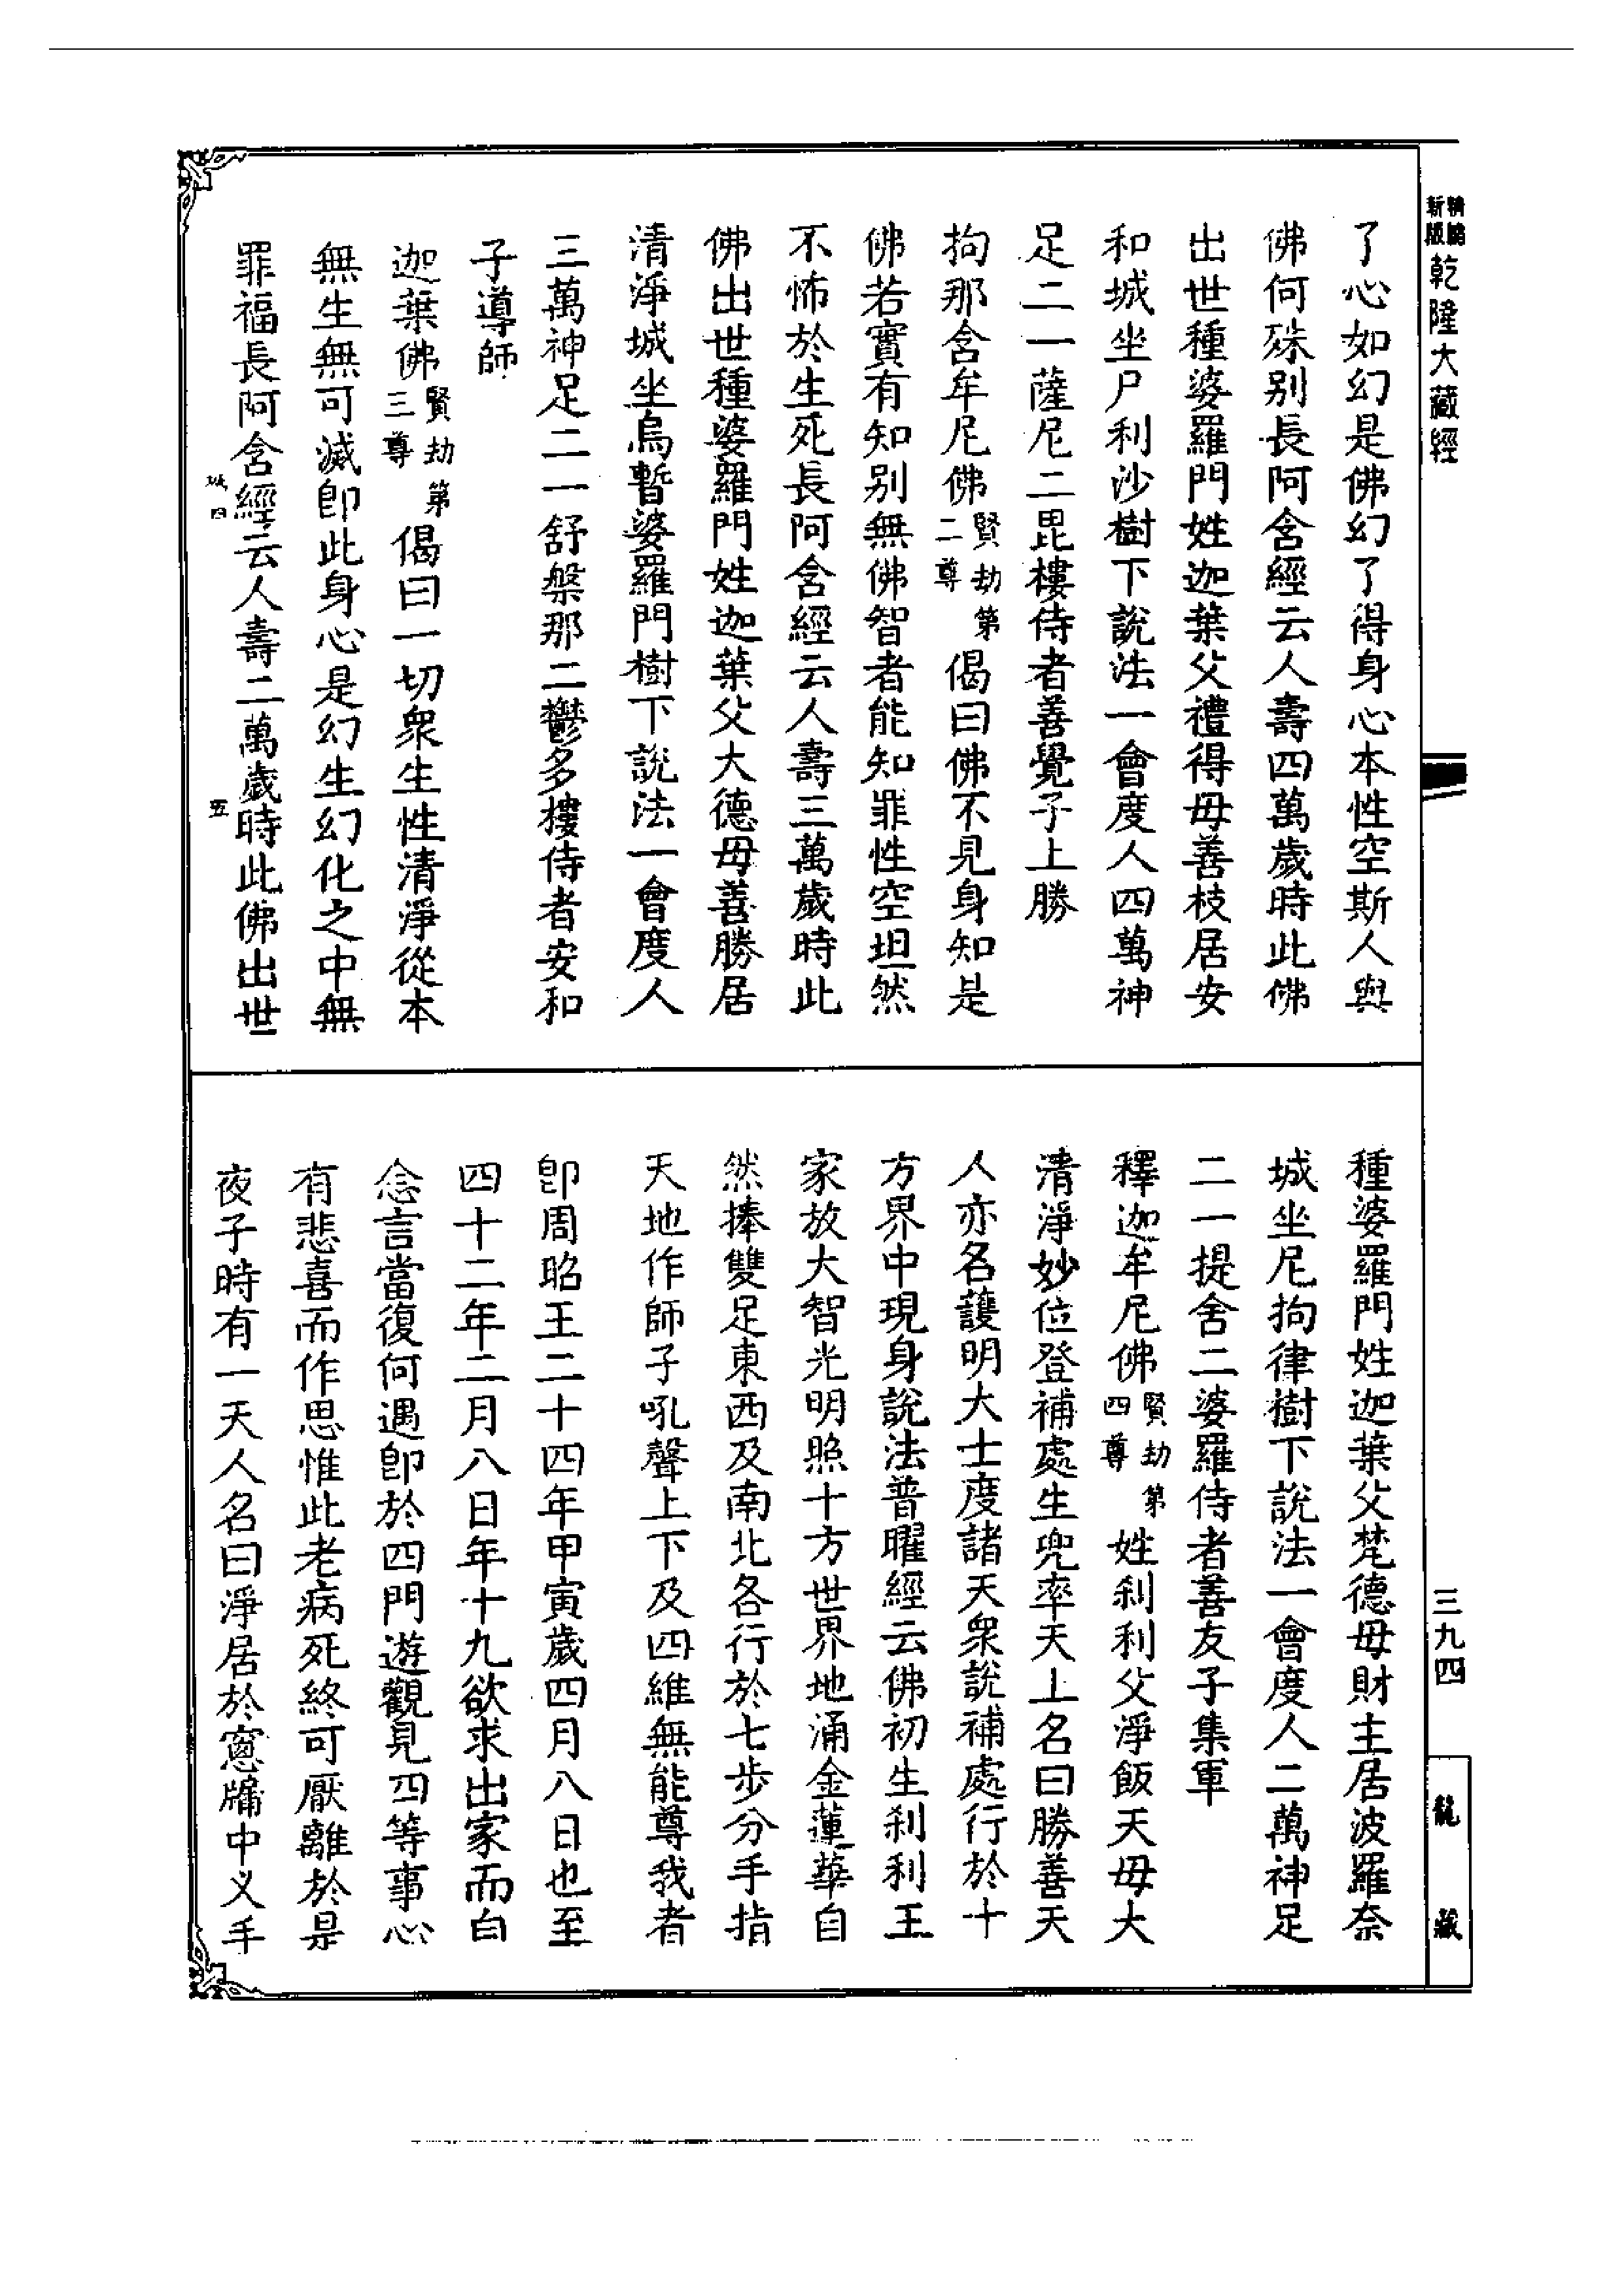 新版精縮乾隆大藏經
了心如幻是佛幻了得身心本性空斯人與
佛何殊別長阿含經云人壽四萬歲時此佛
出世種婆羅門姓迦葉父禮得毋善枝居安
和城坐尸利沙樹下說法一會度人四萬神
足二一薩尼二毘樓侍者善覺子上勝
拘那含牟尼佛賢劫第二尊偈曰佛不見身知是
佛若實有知別無佛智者能知罪性空坦然
不怖於生死長阿含經云人壽三萬歲時此
佛出世種婆羅門姓迦葉父大德毋善勝居
清淨城坐烏暫婆羅門樹下說法一會度人
三萬神足二一舒槃那二鬱多樓侍者安和
子導師
迦葉佛賢劫第三尊偈曰一切衆生性清淨從本
無生無可滅卽此身心是幻生幻化之中無
罪福長阿含經云人壽二萬歲時此佛出世
城四
五
種婆羅門姓迦葉父梵德毋財主居波羅奈
城坐尼拘律樹下說法一會度人二萬神足
二一提舍二婆羅侍者善友子集軍
釋迦牟尼佛賢劫第四尊姓刹利父淨飯天毋大
清淨妙位登補處生兜率天上名曰勝善天
人亦名護明大士度諸天衆說補處行於十
方界中現身說法普曜經云佛初生刹利王
家放大智光明照十方世界地涌金蓮華自
然捧雙足東西及南北各行於七步分手指
天地作師子吼聲上下及四維無能尊我者
卽周昭王二十四年甲寅歲四月八日也至
四十二年二月八日年十九欲求出家而自
念言當復何遇卽於四門遊觀見四等事心
有悲喜而作思惟此老病死終可厭離於是
夜子時有一天人名曰淨居於窻牖中义手
三九四
龍藏